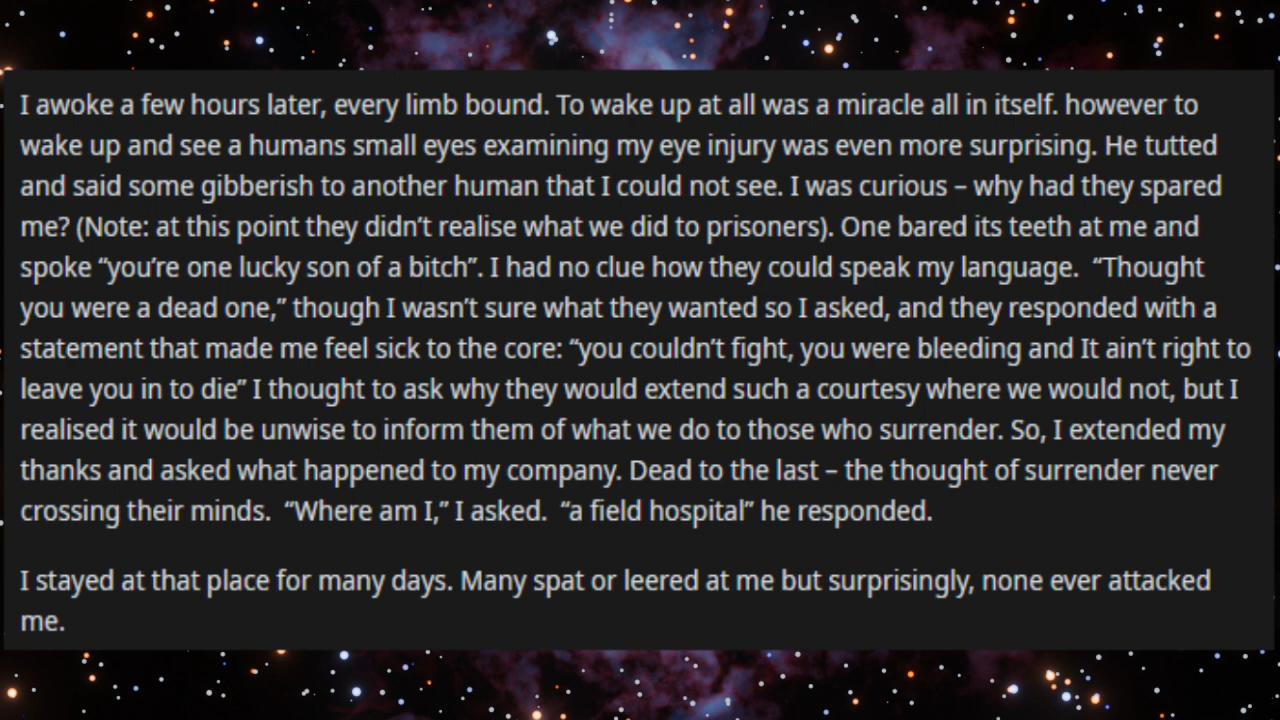 I awoke a few hours later, every limb bound. To wake up at all was a miracle all in itself. however to
wake up and see a humans small eyes examining my eye injury was even more surprising. He tutted
and said some gibberish to another human that I could not see. I was curious – why had they spared
me? (Note: at this point they didn’t realise what we did to prisoners). One bared its teeth at me and
spoke “you’re one lucky son of a bitch”. I had no clue how they could speak my language.  “Thought
you were a dead one,” though I wasn’t sure what they wanted so I asked, and they responded with a
statement that made me feel sick to the core: “you couldn’t fight, you were bleeding and It ain’t right to
leave you in to die” I thought to ask why they would extend such a courtesy where we would not, but I
realised it would be unwise to inform them of what we do to those who surrender. So, I extended my
thanks and asked what happened to my company. Dead to the last – the thought of surrender never
crossing their minds.  “Where am I,” I asked.  “a field hospital” he responded.
I stayed at that place for many days. Many spat or leered at me but surprisingly, none ever attacked
me.